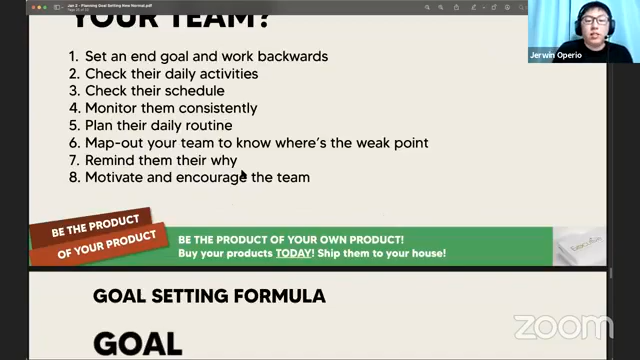 Jan 2 - Planning Goal Setting New Normal.pdf
YOUR TEAM?
1. Set an end goal and work backwards
2. Check their daily activities
3. Check their schedule
4. Monitor them consistently
5. Plan their daily routine
6. Map-out your team to know where's the weak point
7. Remind them their why
8. Motivate and encourage the team
Jerwin Operio
BE THE PRODUCT
OF YOUR PRODUCT
BE THE PRODUCT OF YOUR OWN PRODUCT!
Buy your products TODAY! Ship them to your house!
GOAL SETTING FORMULA
GOAL
zoom